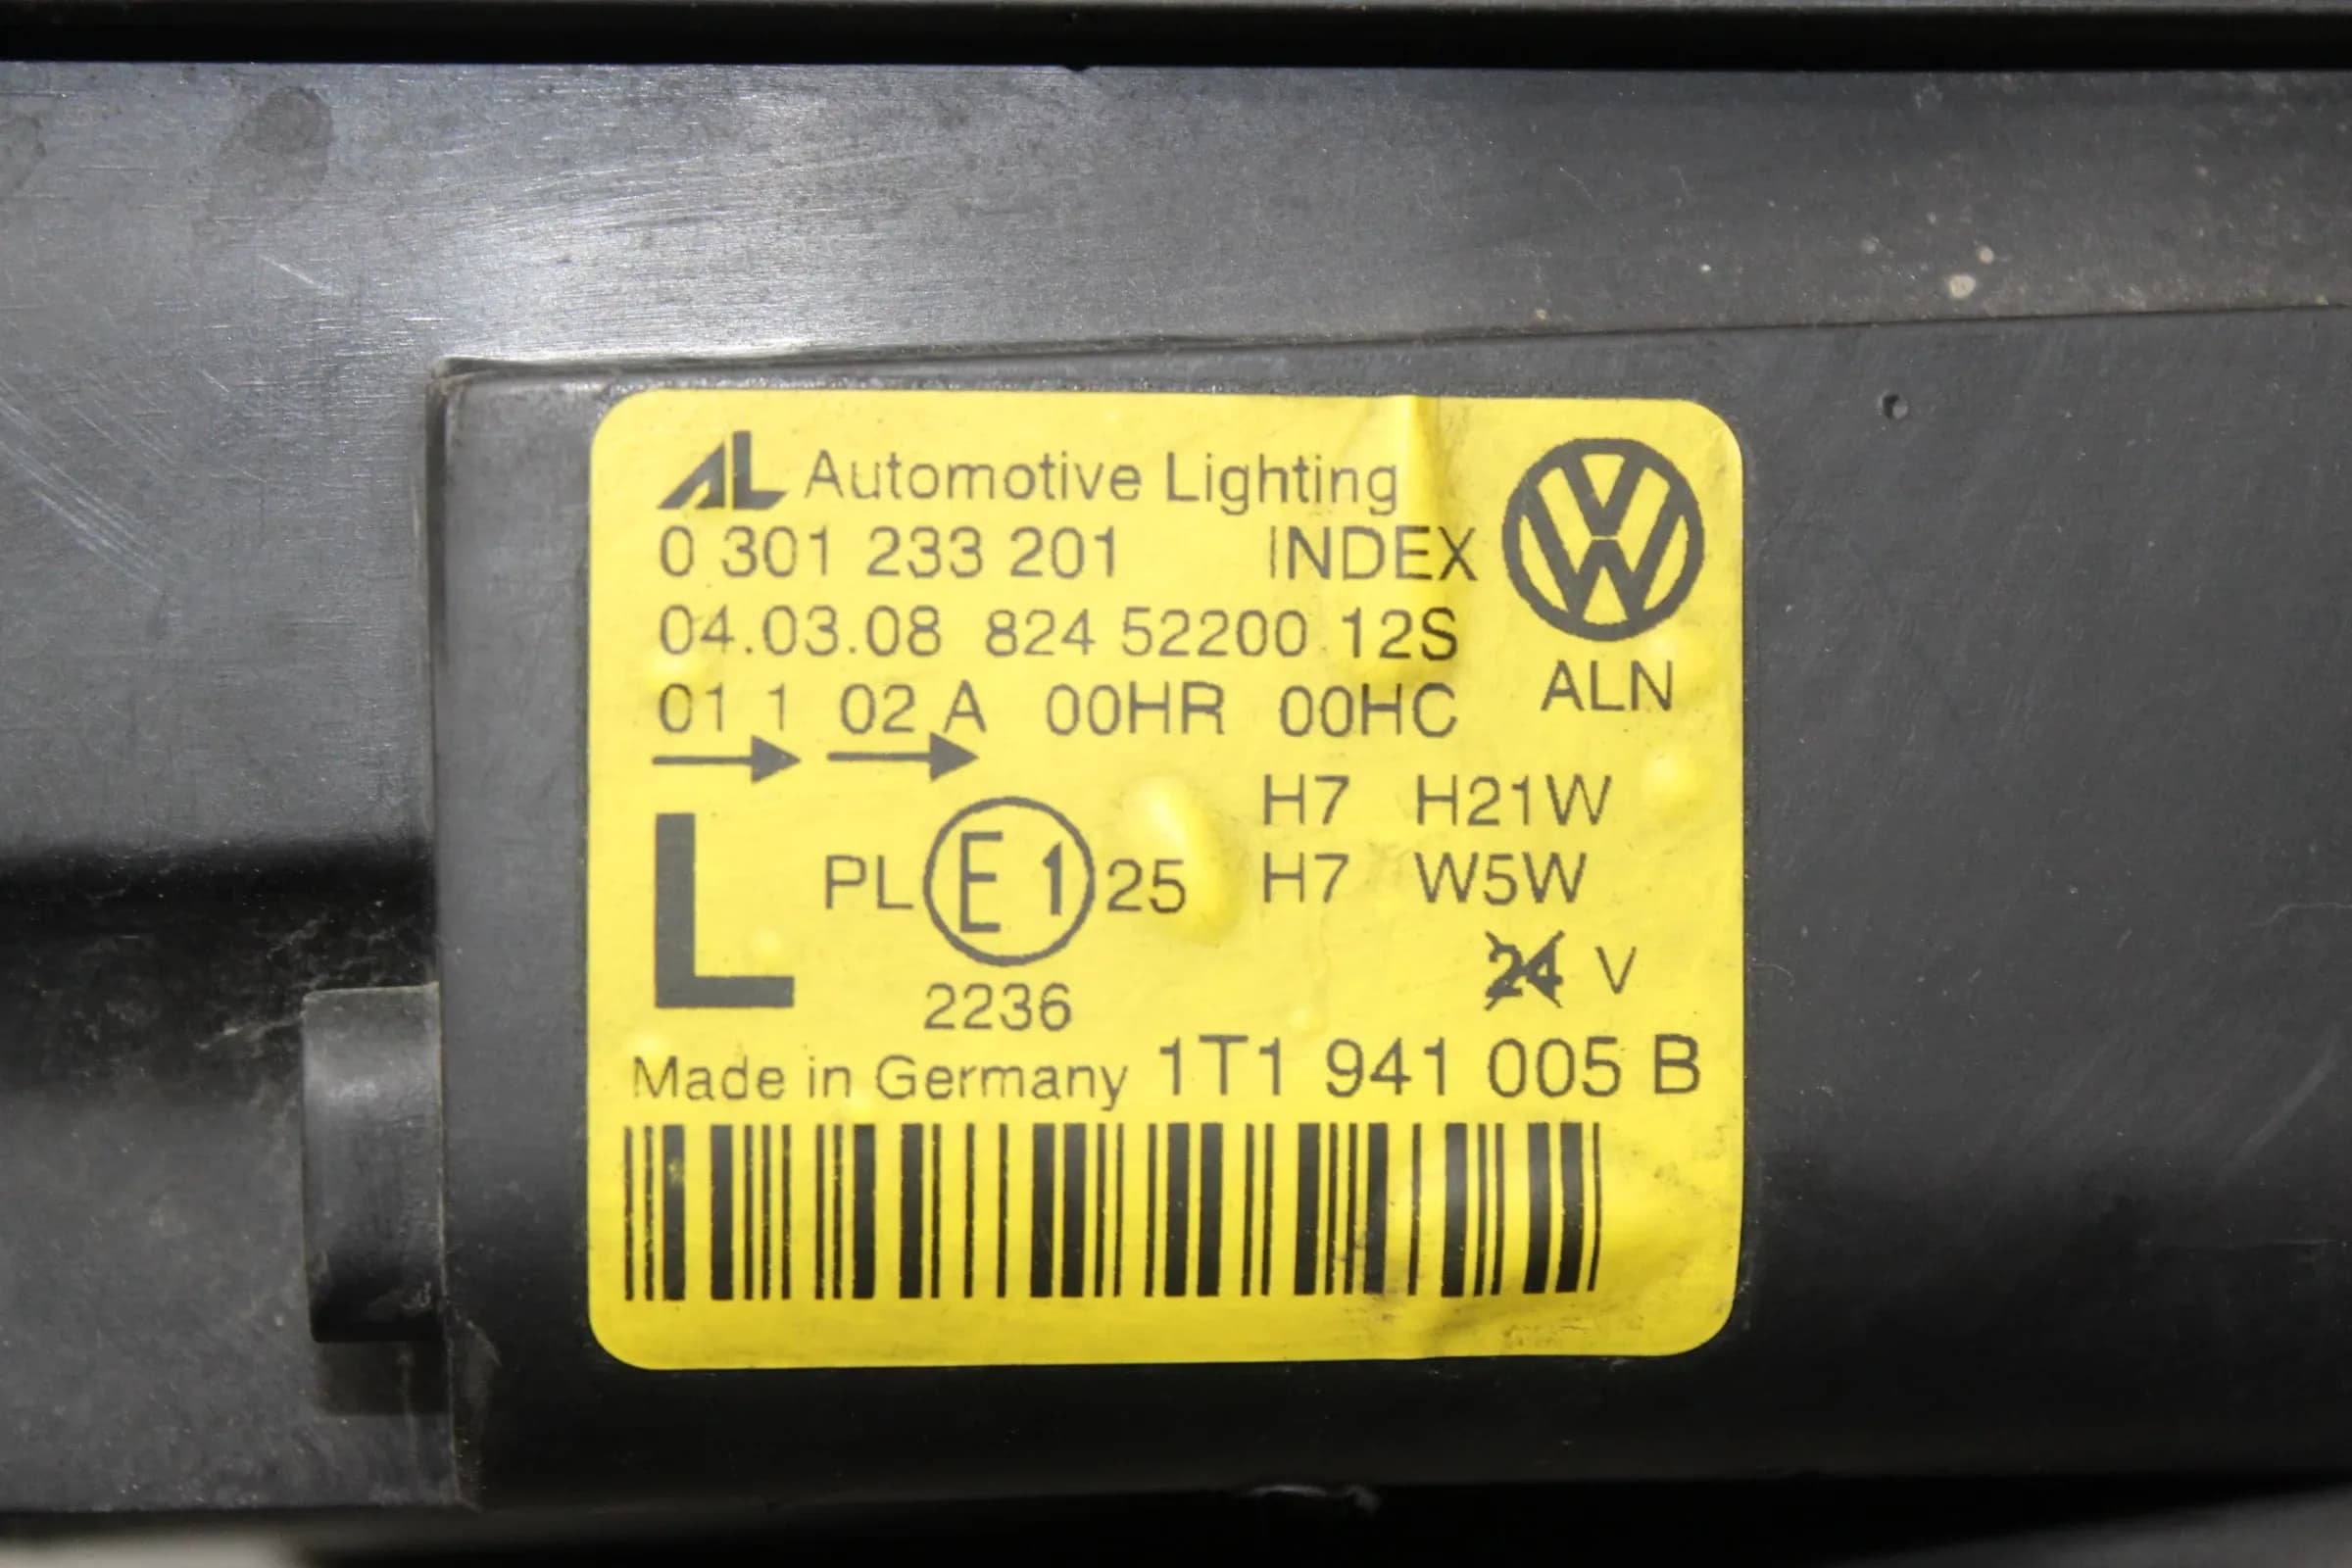 AL Automotive Lighting
0 301 233 201 INDEX
04.03.08 824 52200 12S
ALN
01 1 02 A 00HR 00HC
H7 H21W
L PL E1 25 H7 W5W
24 V
2236
Made in Germany 1T1 941 005 B